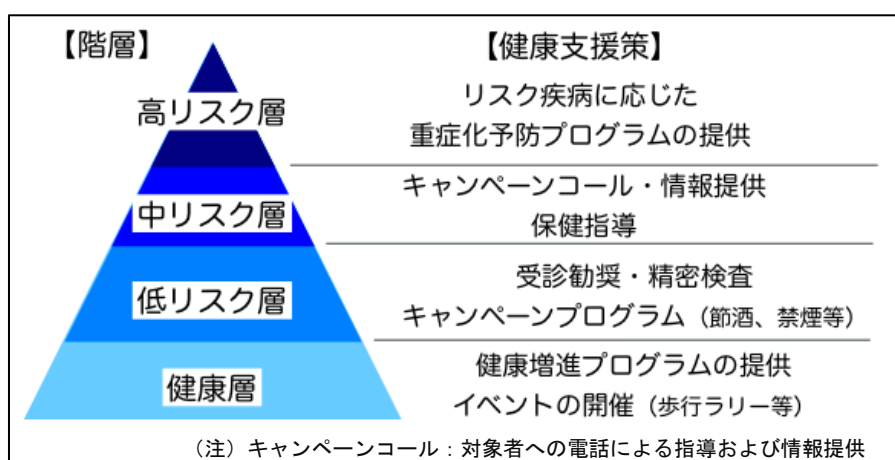 【階層】
【健康支援策】
高リスク層
リスク疾病に応じた
重症化予防プログラムの提供
中リスク層
キャンペーンコール・情報提供
保健指導
低リスク層
受診勧奨・精密検査
キャンペーンプログラム（節酒、禁煙等）
健康層
健康増進プログラムの提供
イベントの開催（歩行ラリー等）
（注）キャンペーンコール：対象者への電話による指導および情報提供